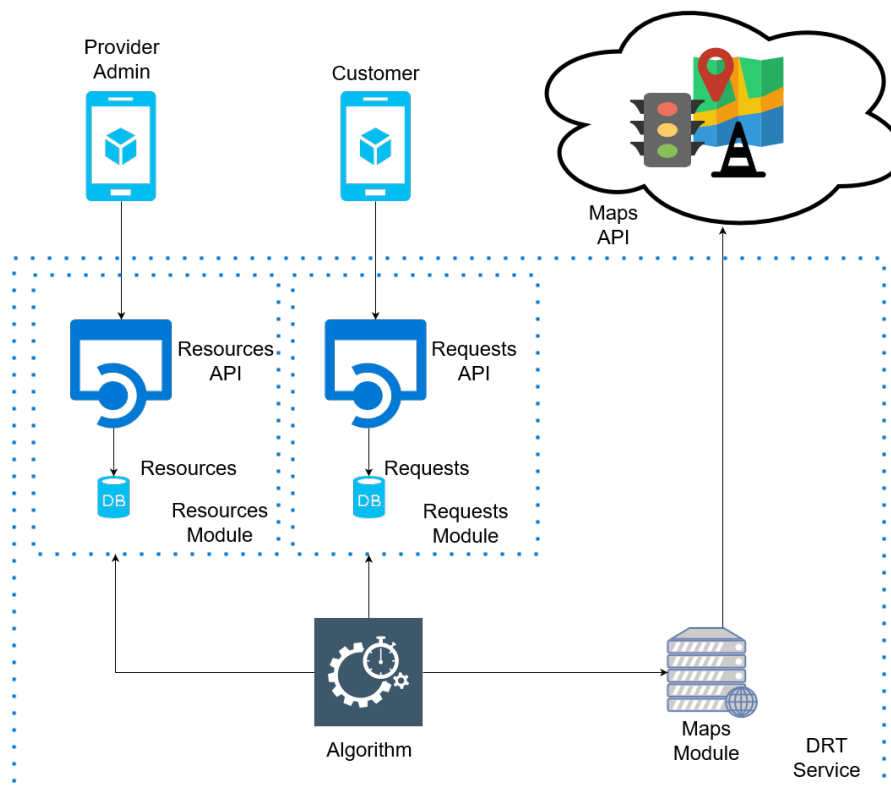 Provider
Admin
Customer
Maps
API
Resources
API
Requests
API
Resources
DB
Resources
Module
Requests
DB
Requests
Module
Algorithm
Maps
Module
DRT
Service